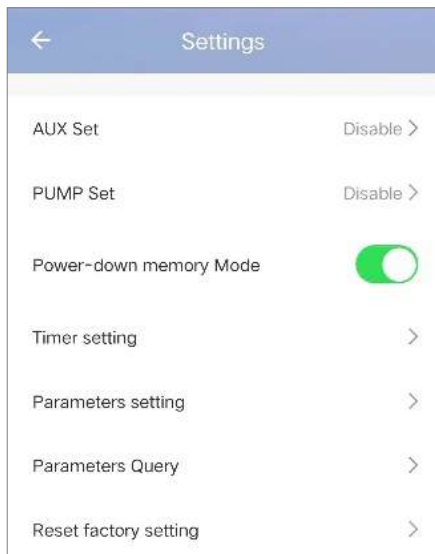 Settings
AUX Set Disable
PUMP Set Disable
Power-down memory Mode
Timer setting
Parameters setting
Parameters Query
Reset factory setting